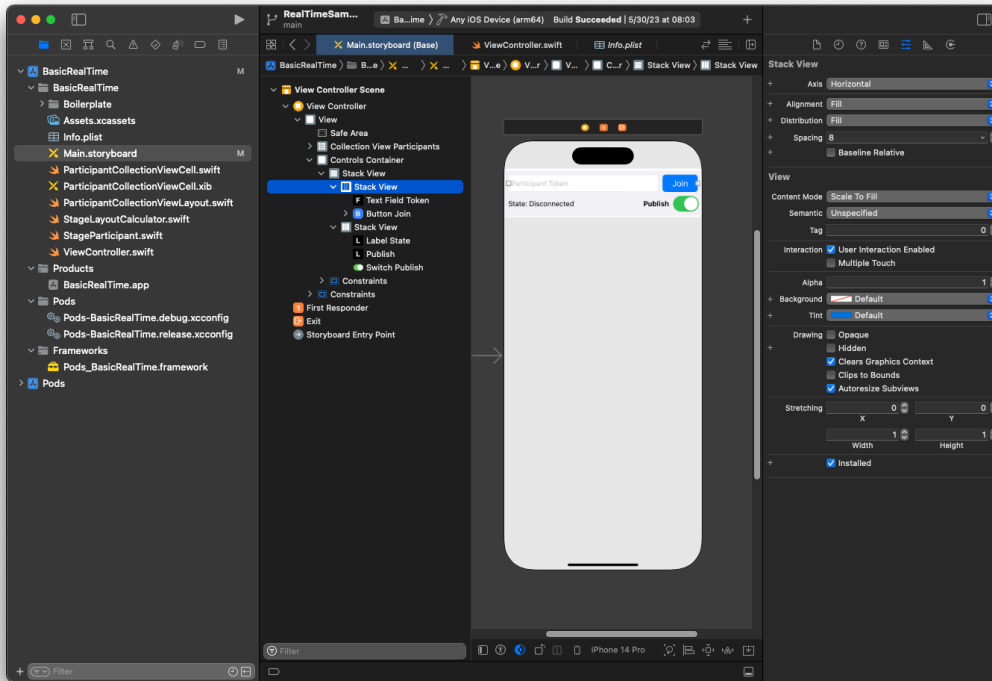 RealTimeSam...
main
Ba...ime
Any iOS Device (arm64)
Build Succeeded | 5/30/23 at 08:03
BasicRealTime
M
BasicRealTime
Boilerplate
Assets.xcassets
Info.plist
Main.storyboard
M
ParticipantCollectionViewCell.swift
ParticipantCollectionViewCell.xib
ParticipantCollectionViewLayout.swift
StageLayoutCalculator.swift
StageParticipant.swift
ViewController.swift
Products
BasicRealTime.app
Pods
Pods-BasicRealTime.debug.xcconfig
Pods-BasicRealTime.release.xcconfig
Frameworks
Pods_BasicRealTime.framework
Pods
Filter
Main.storyboard (Base)
ViewController.swift
Info.plist
BasicRealTime
B...e
...
...
V...e
V...r
V...
C...r
Stack View
Stack View
View Controller Scene
View Controller
View
Safe Area
Collection View Participants
Controls Container
Stack View
Stack View
F Text Field Token
B Button Join
Stack View
L Label State
L Publish
Switch Publish
Constraints
Constraints
1 First Responder
Exit
Storyboard Entry Point
Filter
Participant Token
Join
State: Disconnected
Publish
iPhone 14 Pro
Stack View
Axis Horizontal
Alignment Fill
Distribution Fill
Spacing 8
Baseline Relative
View
Content Mode Scale To Fill
Semantic Unspecified
Tag 0
Interaction User Interaction Enabled
Multiple Touch
Alpha 1
Background Default
Tint Default
Drawing Opaque
Hidden
Clears Graphics Context
Clips to Bounds
Autoresize Subviews
Stretching 0 0
X Y
1 1
Width Height
Installed